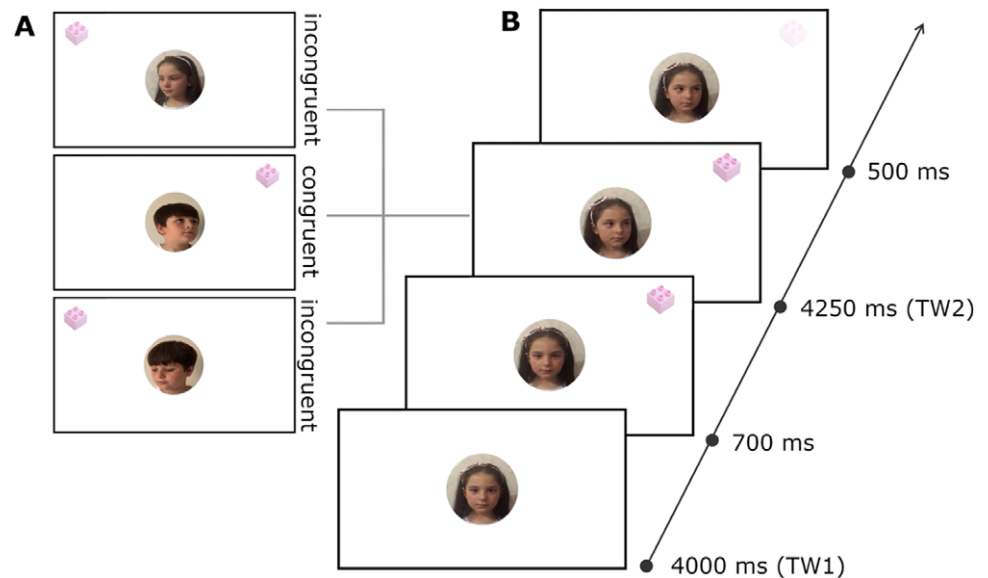 A
incongruent
congruent
incongruent
B
500 ms
4250 ms (TW2)
700 ms
4000 ms (TW1)